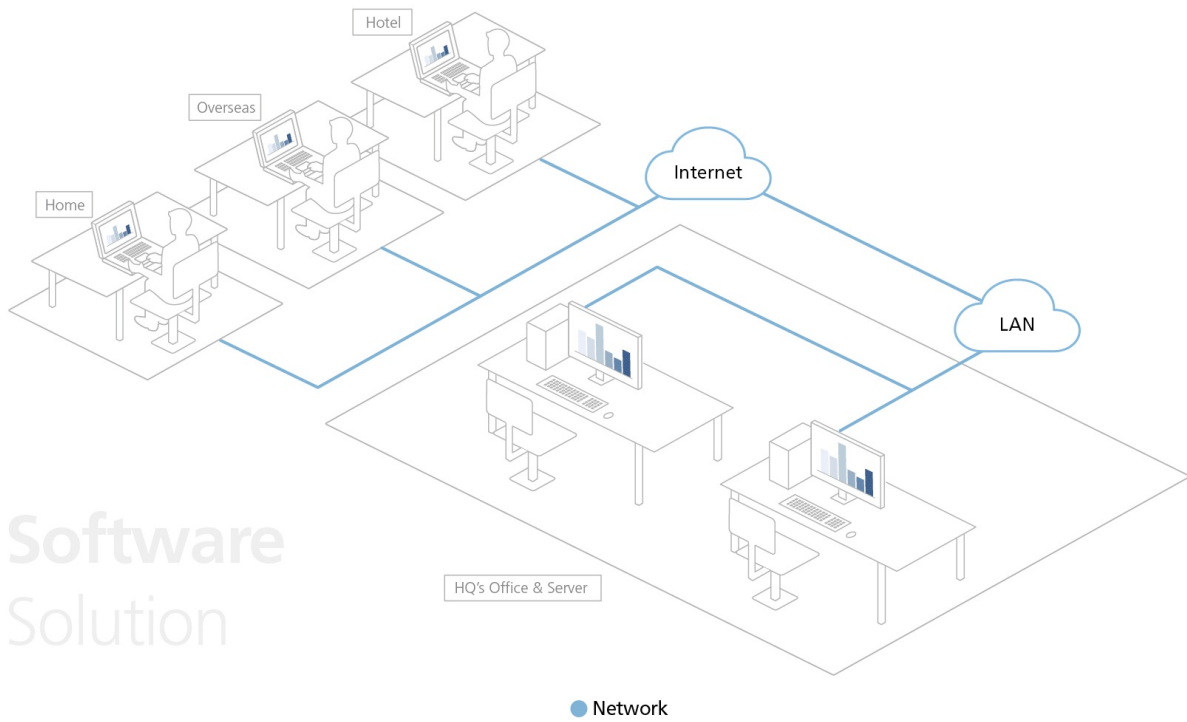 Hotel
Overseas
Home
Internet
LAN
HQ's Office & Server
Software
Solution
Network